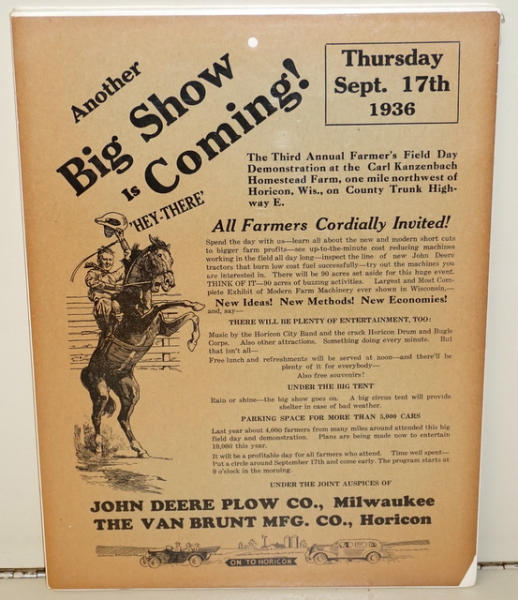 Another
Big Show
is Coming!
Thursday
Sept. 17th
1936
The Third Annual Farmer's Field Day
Demonstration at the Carl Kanzenbach
Homestead Farm, one mile northwest of
Horicon, Wis., on County Trunk High-
way E.
'HEY-THERE'
All Farmers Cordially Invited!
Spend the day with us—learn all about the new and modern short cuts
to bigger farm profits—see up-to-the-minute cost reducing machines
working in the field all day long—inspect the line of new John Deere
tractors that burn low cost fuel successfully—try out the machines you
are interested in. There will be 90 acres set aside for this huge event.
THINK OF IT—90 acres of buzzing activities. Largest and Most Com-
plete Exhibit of Modern Farm Machinery ever shown in Wisconsin,—
New Ideas! New Methods! New Economies!
and, say—
THERE WILL BE PLENTY OF ENTERTAINMENT, TOO:
Music by the Horicon City Band and the crack Horicon Drum and Bugle
Corps. Also other attractions. Something doing every minute. But
that isn't all—
Free lunch and refreshments will be served at noon—and there'll be
plenty of it for everybody—
Also free souvenirs!
UNDER THE BIG TENT
Rain or shine—the big show goes on. A big circus tent will provide
shelter in case of bad weather.
PARKING SPACE FOR MORE THAN 5,000 CARS
Last year about 4,000 farmers from many miles around attended this big
field day and demonstration. Plans are being made now to entertain
10,000 this year.
It will be a profitable day for all farmers who attend. Time well spent—
Put a circle around September 17th and come early. The program starts at
9 o'clock in the morning.
UNDER THE JOINT AUSPICES OF
JOHN DEERE PLOW CO., Milwaukee
THE VAN BRUNT MFG. CO., Horicon
ON TO HORICON